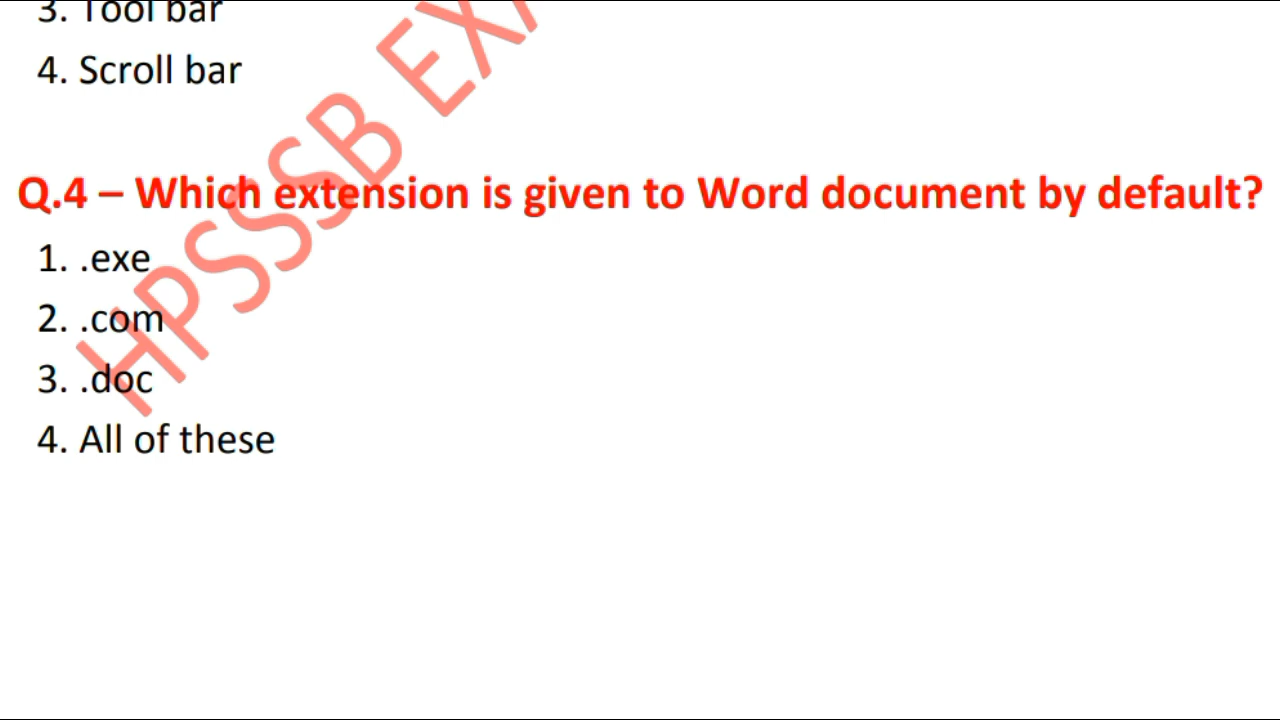 3. Tool bar
4. Scroll bar
Q.4 – Which extension is given to Word document by default?
1. .exe
2. .com
3. .doc
4. All of these
HPSSSB